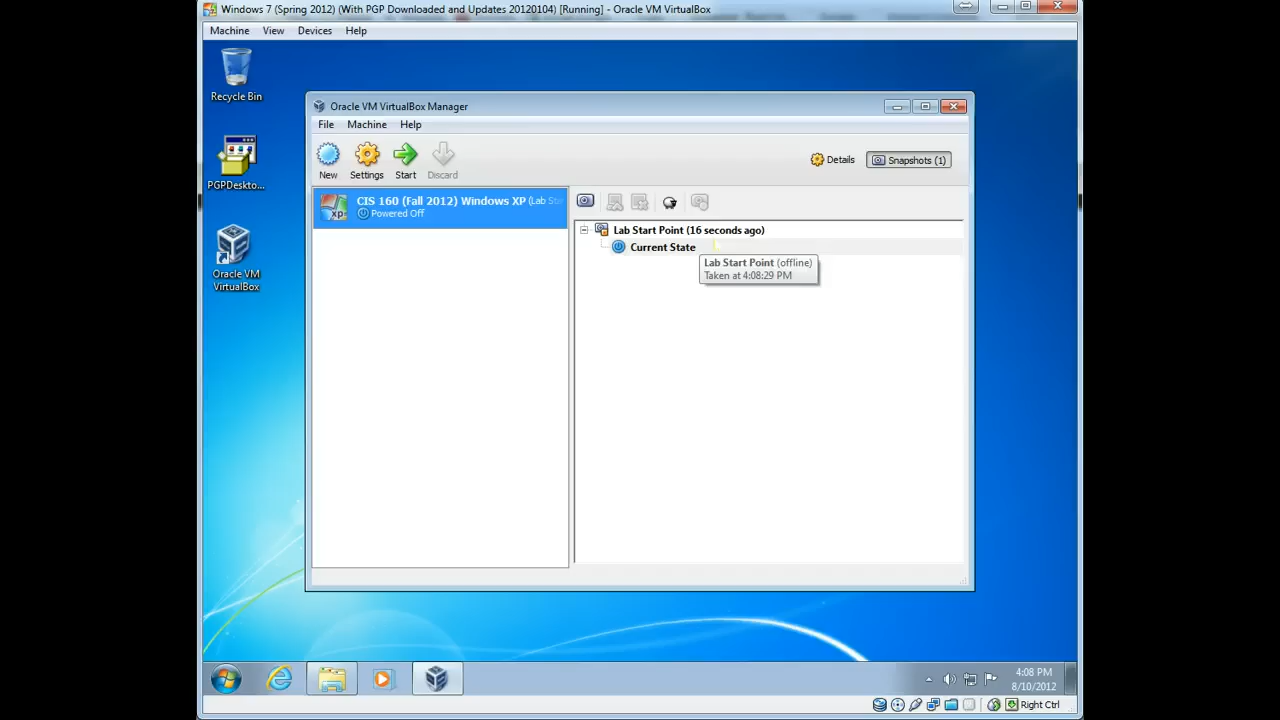 Windows 7 (Spring 2012) (With PGP Downloaded and Updates 20120104) [Running] - Oracle VM VirtualBox
Machine View Devices Help
Recycle Bin
Oracle VM VirtualBox Manager
File Machine Help
New Settings Start Discard
Details Snapshots (1)
PGPDeskto...
CIS 160 (Fall 2012) Windows XP (Lab Sta
Powered Off
XP
Lab Start Point (16 seconds ago)
Current State
Lab Start Point (offline)
Taken at 4:08:29 PM
Oracle VM
VirtualBox
4:08 PM
8/10/2012
Right Ctrl